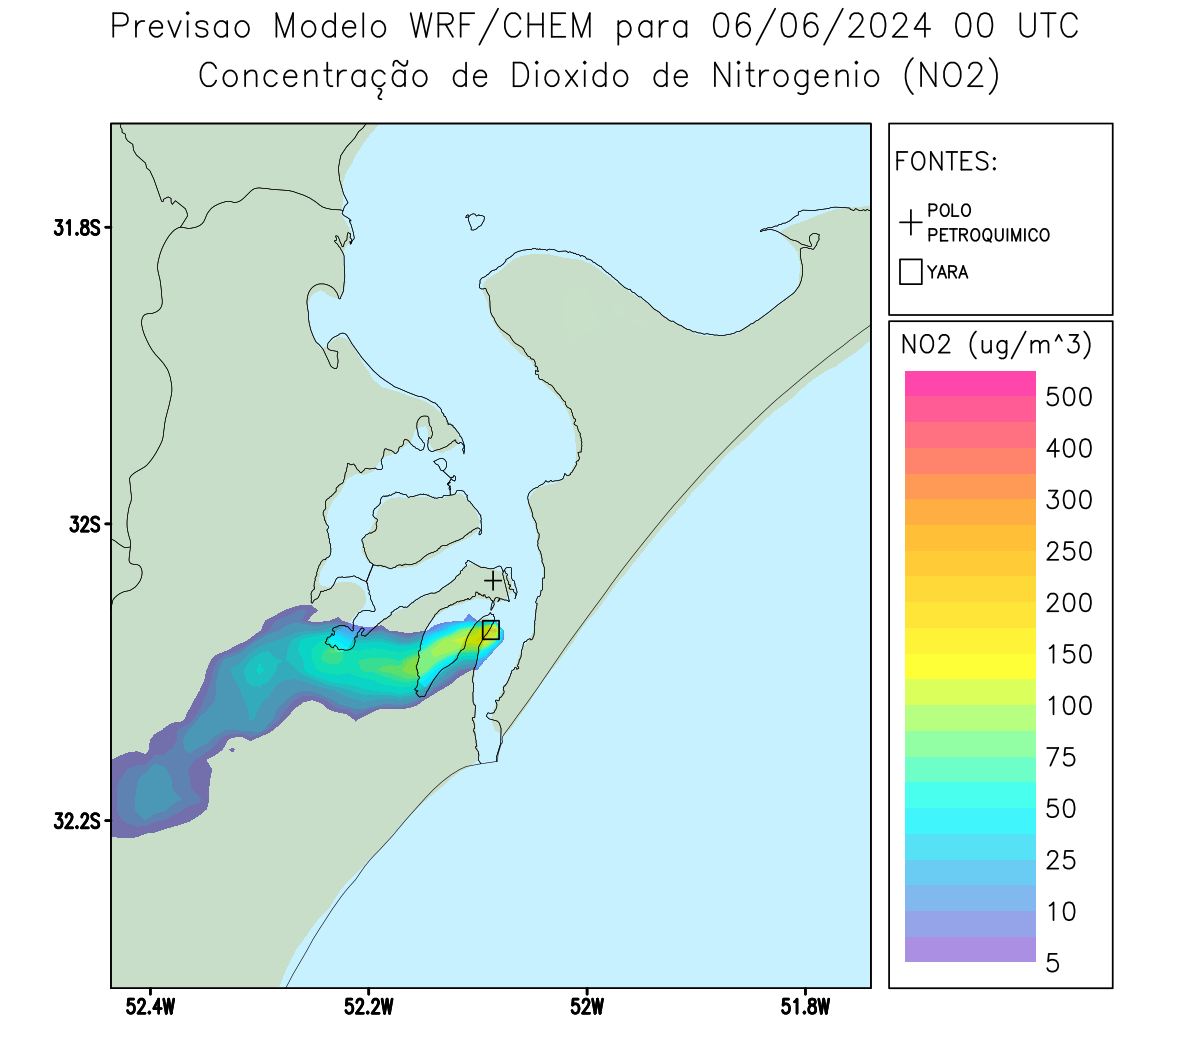 Previsao Modelo WRF/CHEM para 06/06/2024 00 UTC
Concentração de Dioxido de Nitrogenio (NO2)
FONTES:
POLO
PETROQUIMICO
YARA
NO2 (ug/m^3)
500
400
300
250
200
150
100
75
50
25
10
5
31.8S
32S
32.2S
52.4W
52.2W
52W
51.8W